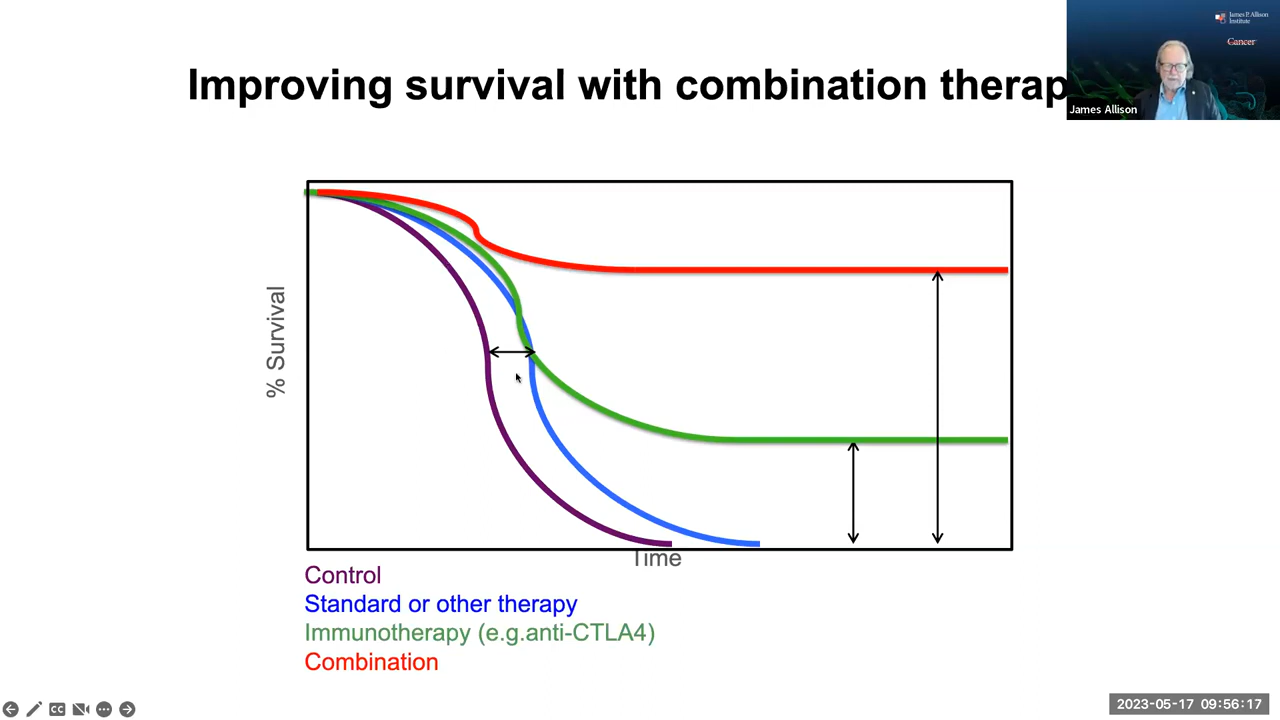 James P. Allison
Institute
Cancer
James Allison
Improving survival with combination therap
% Survival
Time
Control
Standard or other therapy
Immunotherapy (e.g.anti-CTLA4)
Combination
CC
2023-05-17 09:56:17